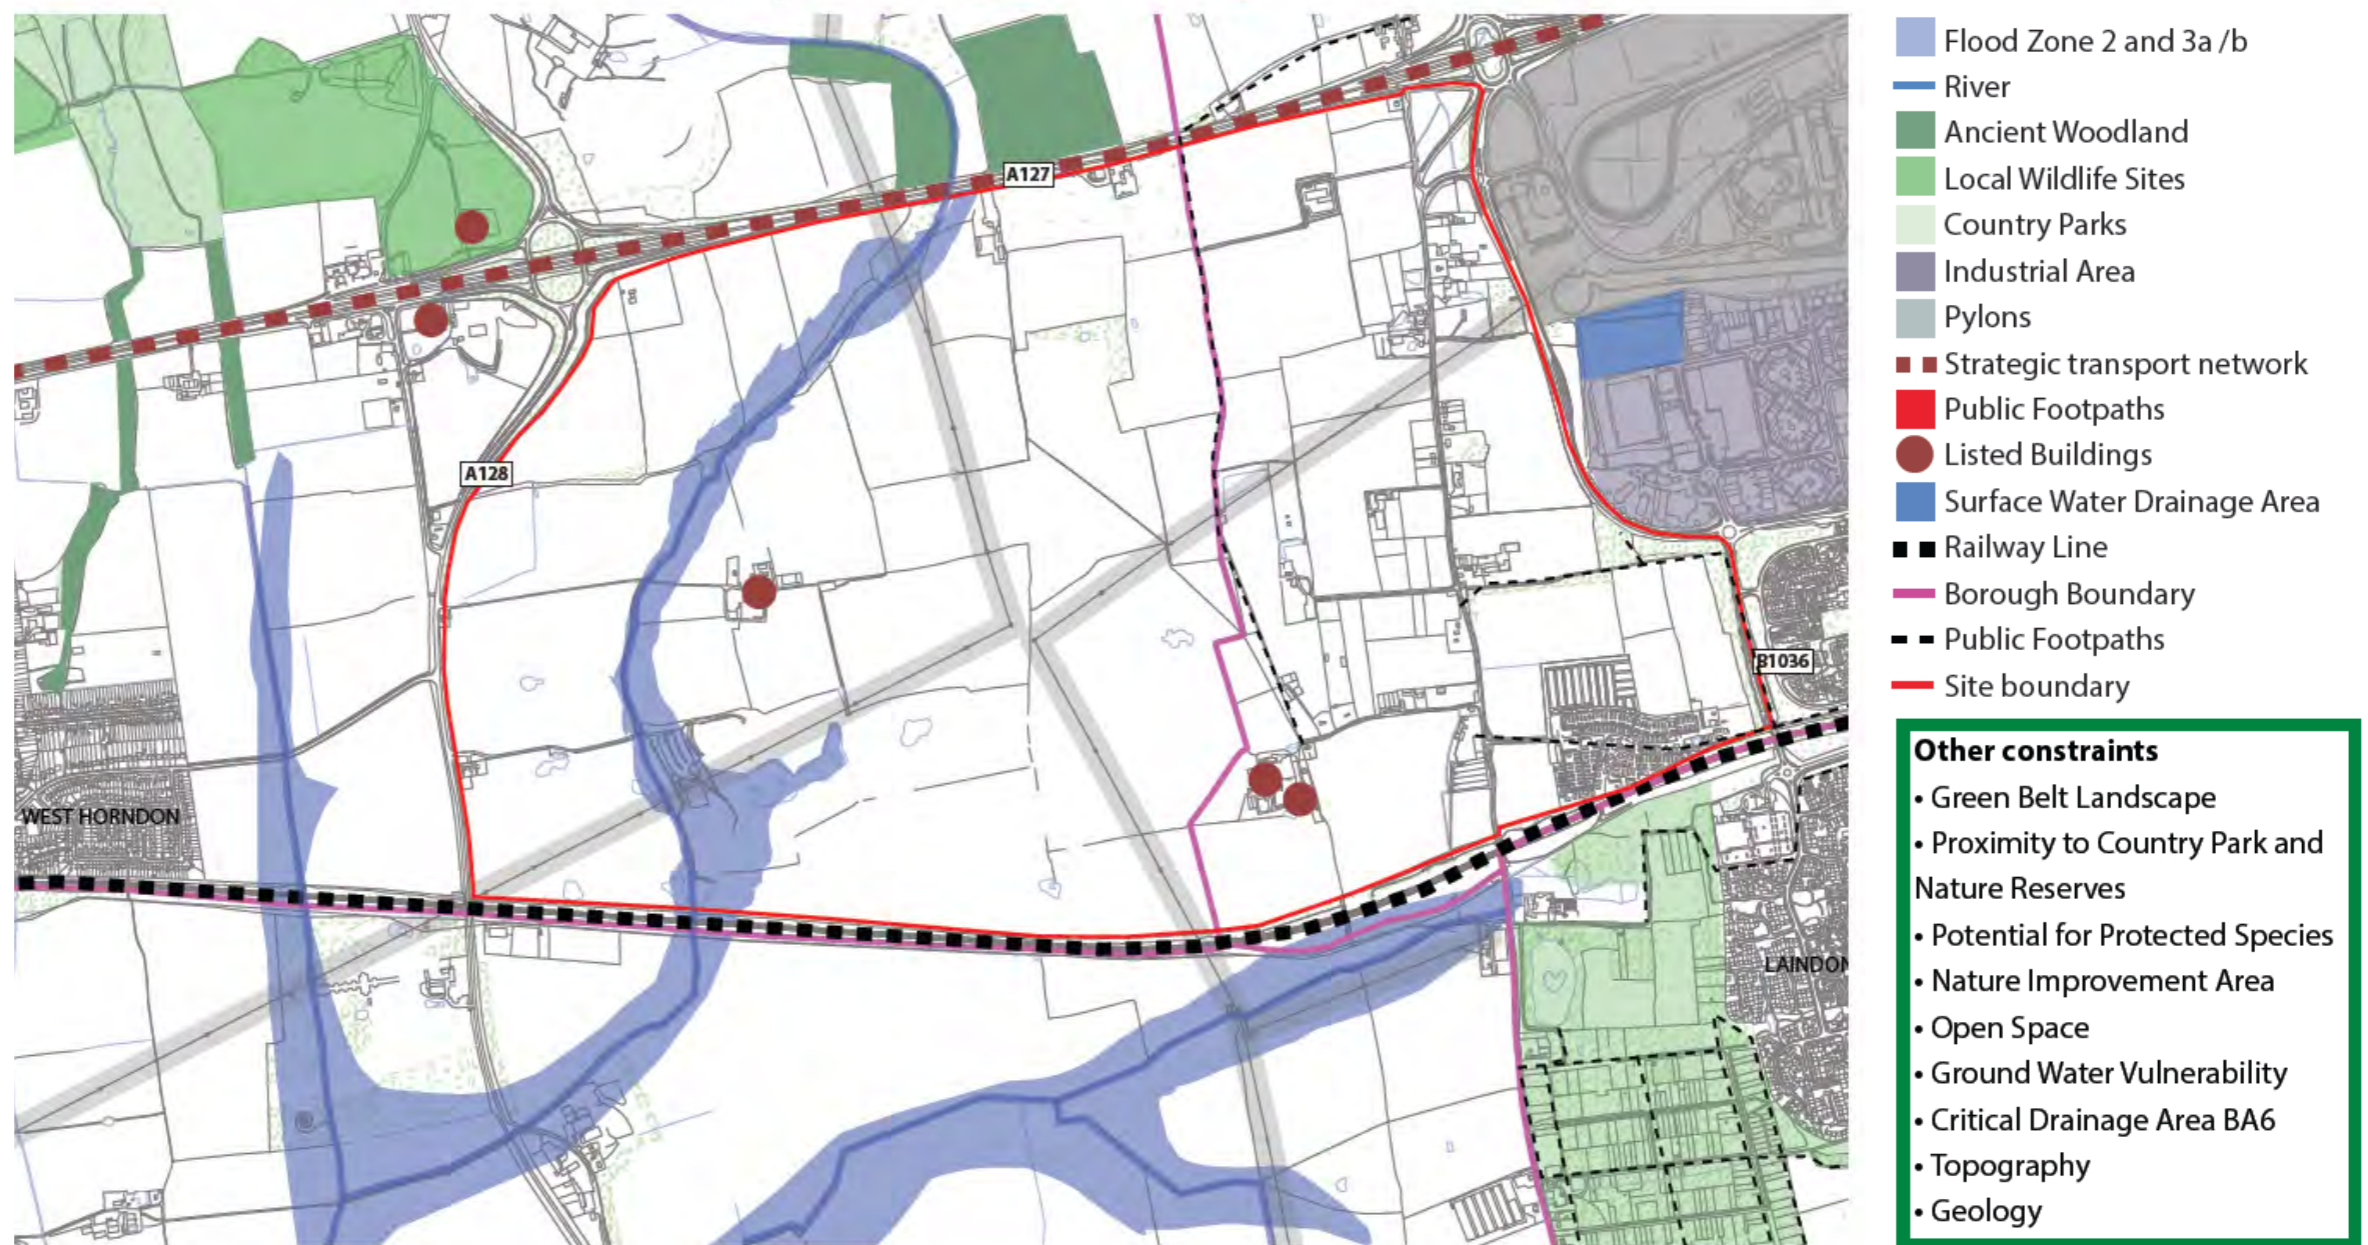 A127
A128
B1036
WEST HORNDON
LAINDON
Flood Zone 2 and 3a /b
River
Ancient Woodland
Local Wildlife Sites
Country Parks
Industrial Area
Pylons
Strategic transport network
Public Footpaths
Listed Buildings
Surface Water Drainage Area
Railway Line
Borough Boundary
Public Footpaths
Site boundary
Other constraints
• Green Belt Landscape
• Proximity to Country Park and
Nature Reserves
• Potential for Protected Species
• Nature Improvement Area
• Open Space
• Ground Water Vulnerability
• Critical Drainage Area BA6
• Topography
• Geology